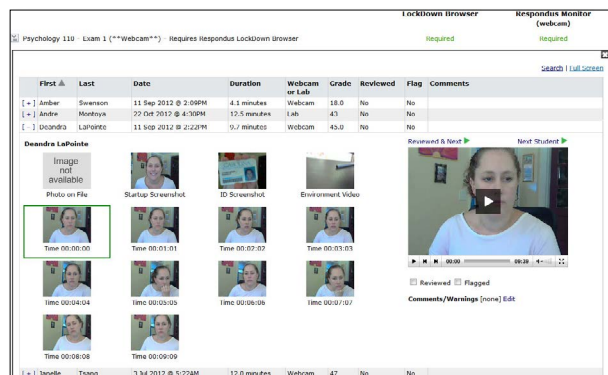 LockDown Browser
Respondus Monitor (webcam)
Psychology 110 - Exam 1 (**Webcam**) - Requires Respondus LockDown Browser
Required
Required
Search | Full Screen
First Last Date Duration Webcam or Lab Grade Reviewed Flag Comments
[ + ] Amber Swenson 11 Sep 2012 @ 2:09PM 4.1 minutes Webcam 18.0 No No
[ + ] Andre Montoya 22 Oct 2012 @ 4:30PM 12.5 minutes Lab 43 No No
[ - ] Deandra LaPointe 11 Sep 2012 @ 2:22PM 9.7 minutes Webcam 45.0 No No
Deandra LaPointe
Reviewed & Next
Next Student
Image
not
available
Photo on File
Startup Screenshot
ID Screenshot
Environment Video
Time 00:00:00
Time 00:01:01
Time 00:02:02
Time 00:03:03
00:00
09:39
Time 00:04:04
Time 00:05:05
Time 00:06:06
Time 00:07:07
Reviewed
Flagged
Comments/Warnings [none] Edit
Time 00:08:08
Time 00:09:09
[ + ] Janelle Tsang 3 Jul 2012 @ 5:22AM 12.0 minutes Webcam 47 No No